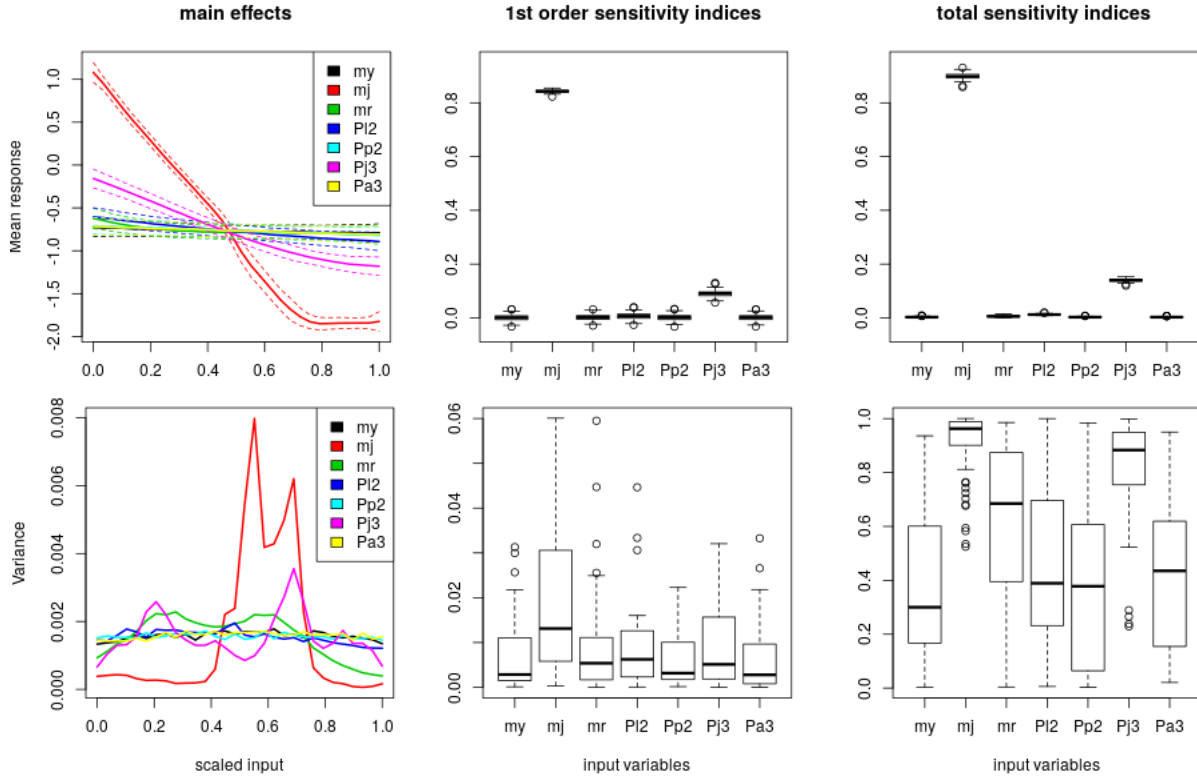 main effects
1st order sensitivity indices
total sensitivity indices
Mean response
1.0
0.5
0.0
-0.5
-1.0
-1.5
-2.0
my
mj
mr
Pl2
Pp2
Pj3
Pa3
0.0 0.2 0.4 0.6 0.8 1.0
0.8
0.6
0.4
0.2
0.0
my mj mr Pl2 Pp2 Pj3 Pa3
0.8
0.6
0.4
0.2
0.0
my mj mr Pl2 Pp2 Pj3 Pa3
Variance
0.008
0.006
0.004
0.002
0.000
my
mj
mr
Pl2
Pp2
Pj3
Pa3
0.0 0.2 0.4 0.6 0.8 1.0
scaled input
0.06
0.04
0.02
0.00
my mj mr Pl2 Pp2 Pj3 Pa3
input variables
1.0
0.8
0.6
0.4
0.2
0.0
my mj mr Pl2 Pp2 Pj3 Pa3
input variables